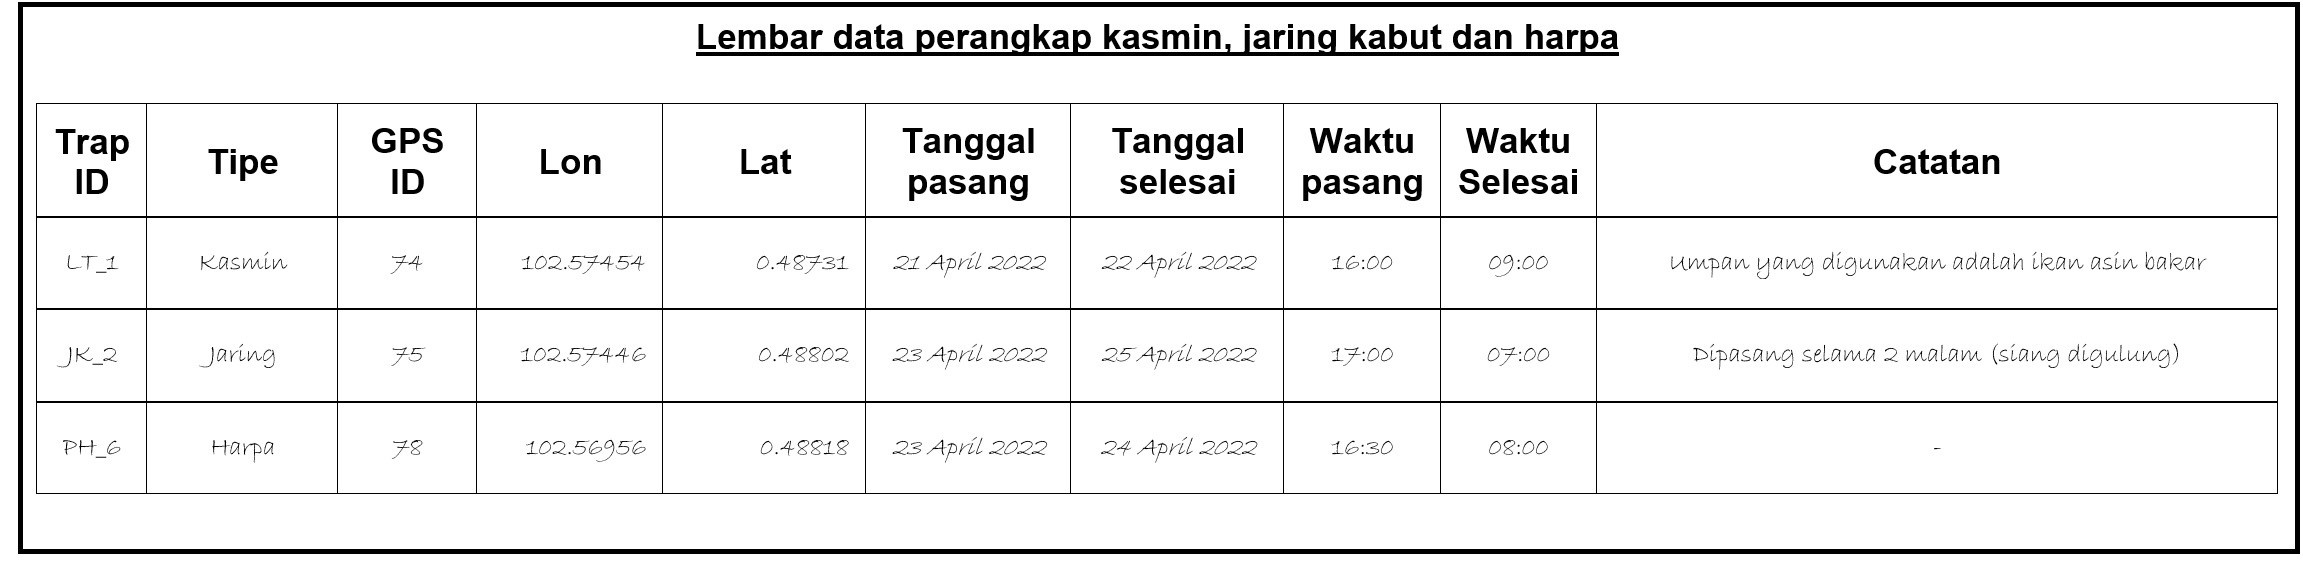 Lembar data perangkap kasmin, jaring kabut dan harpa
Trap ID Tipe GPS ID Lon Lat Tanggal pasang Tanggal selesai Waktu pasang Waktu Selesai Catatan
LT_1 Kasmin 74 102.57454 0.48731 21 April 2022 22 April 2022 16:00 09:00 Umpan yang digunakan adalah ikan asin bakar
JK_2 Jaring 75 102.57446 0.48802 23 April 2022 25 April 2022 17:00 07:00 Dipasang selama 2 malam (siang digulung)
PH_6 Harpa 78 102.56956 0.48818 23 April 2022 24 April 2022 16:30 08:00 -